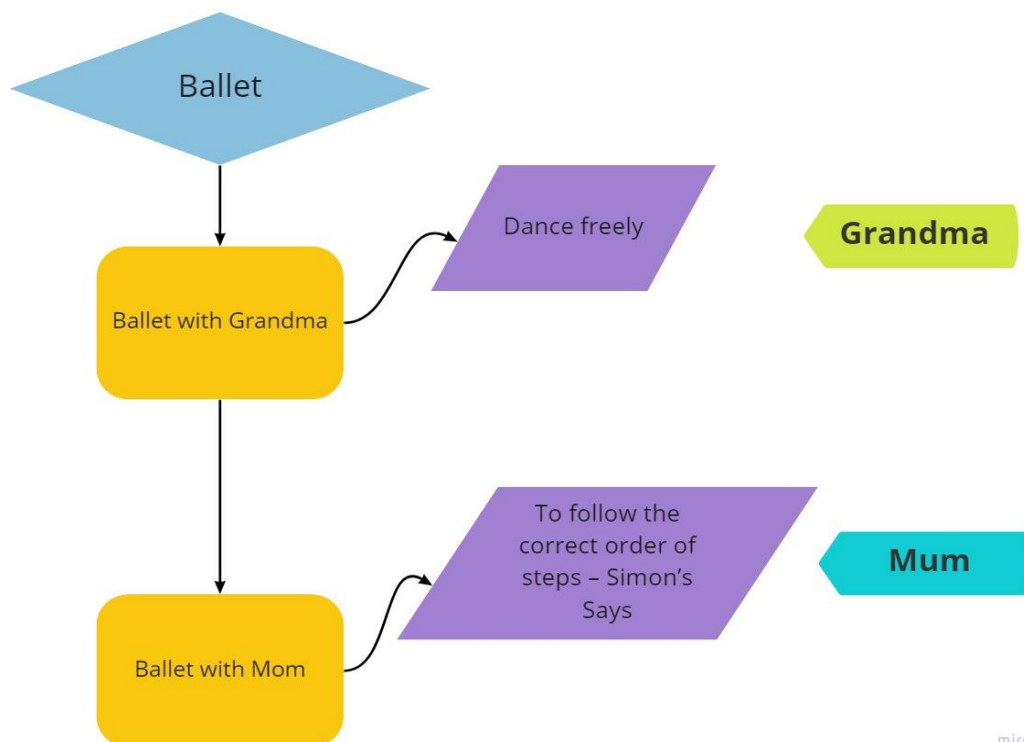 Ballet
Dance freely
Grandma
Ballet with Grandma
To follow the
correct order of
steps – Simon's
Says
Mum
Ballet with Mom